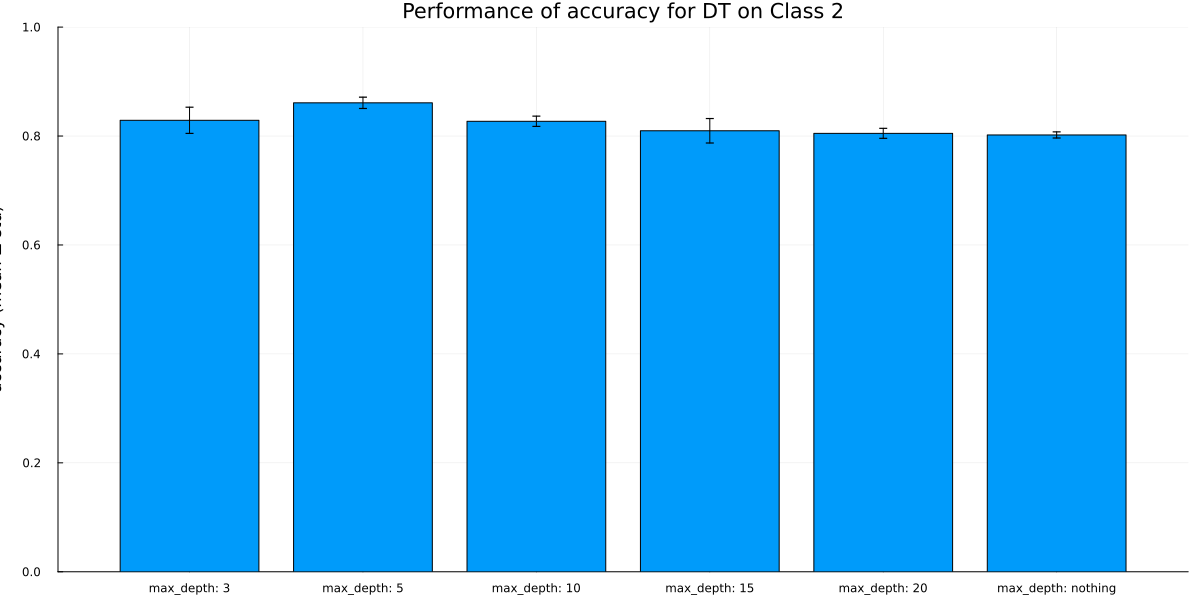 Performance of accuracy for DT on Class 2
1.0
0.8
0.6
0.4
0.2
0.0
max_depth: 3
max_depth: 5
max_depth: 10
max_depth: 15
max_depth: 20
max_depth: nothing